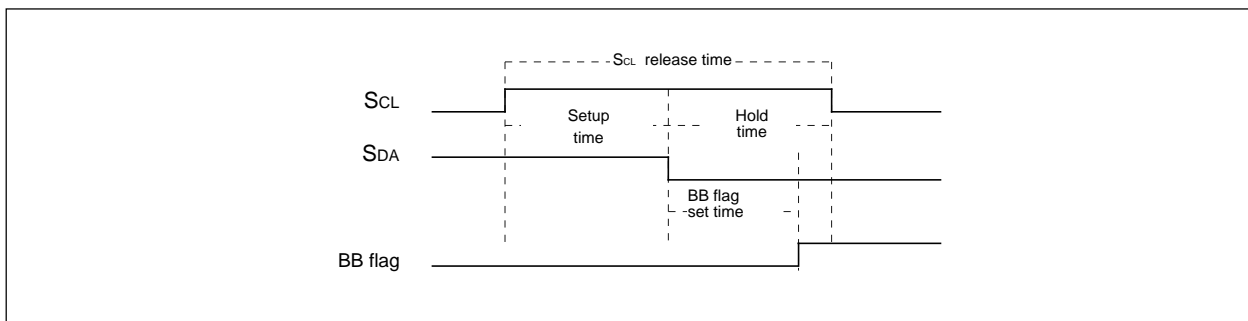 SCL release time
SCL
Setup
time
Hold
time
SDA
BB flag
set time
BB flag